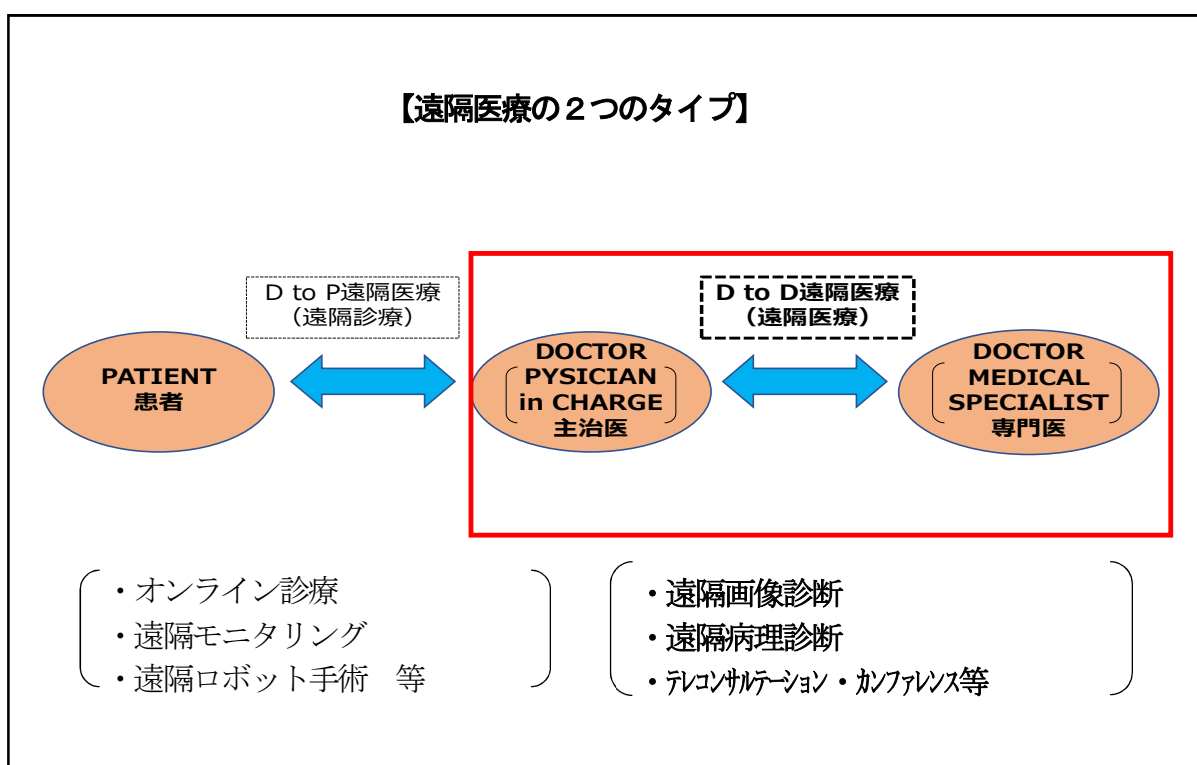 【遠隔医療の２つのタイプ】
D to P遠隔医療
（遠隔診療）
D to D遠隔医療
（遠隔医療）
PATIENT
患者
DOCTOR
PYSICIAN
in CHARGE
主治医
DOCTOR
MEDICAL
SPECIALIST
専門医
・オンライン診療
・遠隔モニタリング
・遠隔ロボット手術　等
・遠隔画像診断
・遠隔病理診断
・ﾃﾚｺﾝｻﾙﾃｰｼｮﾝ・ｶﾝﾌｧﾚﾝｽ等